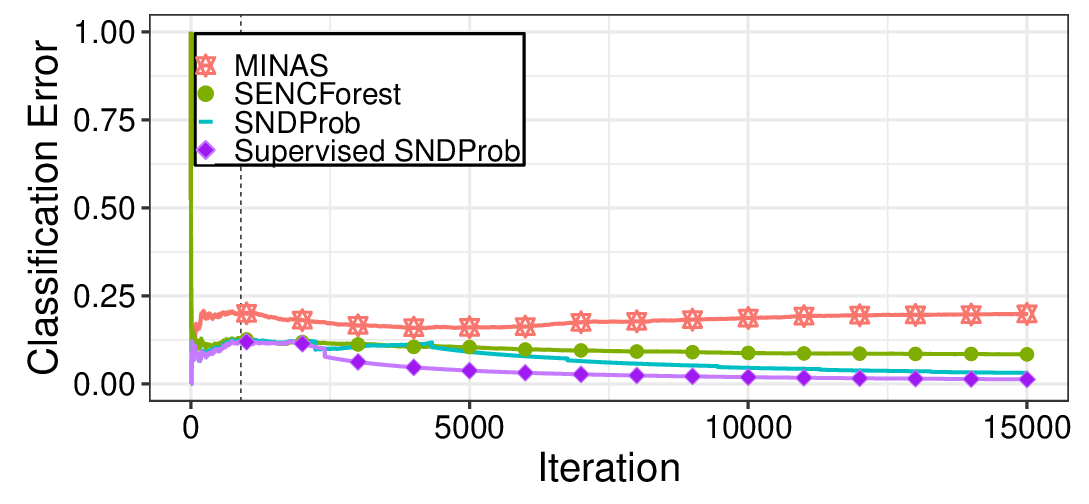 Classification Error
1.00
0.75
0.50
0.25
0.00
MINAS
SENCForest
SNDProb
Supervised SNDProb
0
5000
10000
15000
Iteration